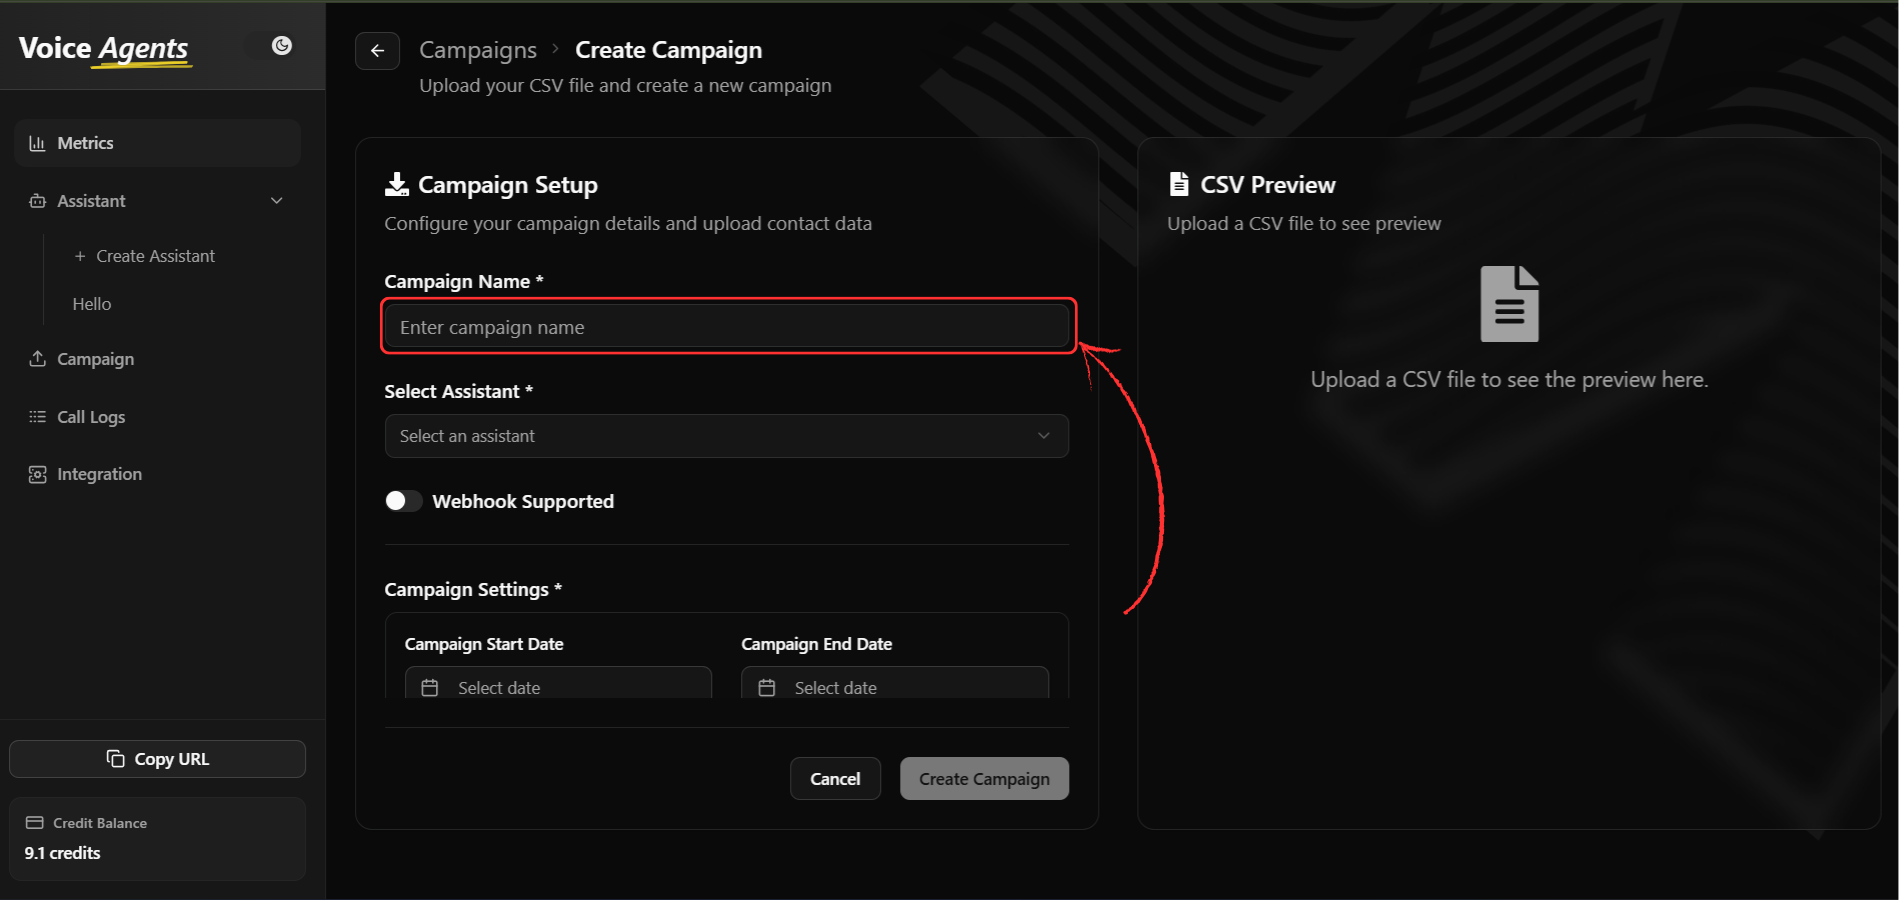 Voice Agents
Metrics
Assistant
+ Create Assistant
Hello
Campaign
Call Logs
Integration
Copy URL
Credit Balance
9.1 credits
Campaigns > Create Campaign
Upload your CSV file and create a new campaign
Campaign Setup
Configure your campaign details and upload contact data
Campaign Name *
Enter campaign name
Select Assistant *
Select an assistant
Webhook Supported
Campaign Settings *
Campaign Start Date
Select date
Campaign End Date
Select date
Cancel
Create Campaign
CSV Preview
Upload a CSV file to see preview
Upload a CSV file to see the preview here.